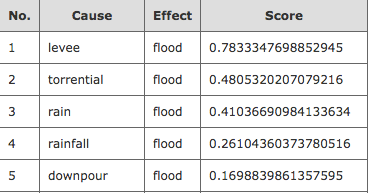 No. Cause Effect Score
1 levee flood 0.7833347698852945
2 torrential flood 0.4805320207079216
3 rain flood 0.41036690984133634
4 rainfall flood 0.26104360373780516
5 downpour flood 0.1698839861357595